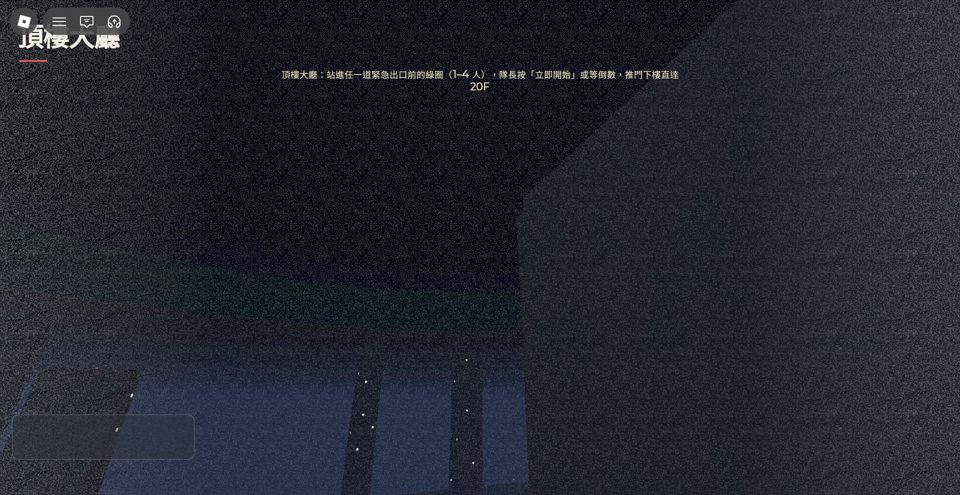 頂樓大廳
頂樓大廳：站進任一道緊急出口前的綠圈（1–4 人），隊長按「立即開始」或等倒數，推門下樓直達
20F